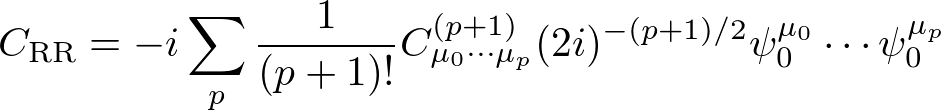 C_{\mathrm{RR}} = -i \sum_{p} \frac{1}{(p+1)!} C^{(p+1)}_{\mu_0 \cdots \mu_p} (2i)^{-(p+1)/2} \psi_0^{\mu_0} \cdots \psi_0^{\mu_p}